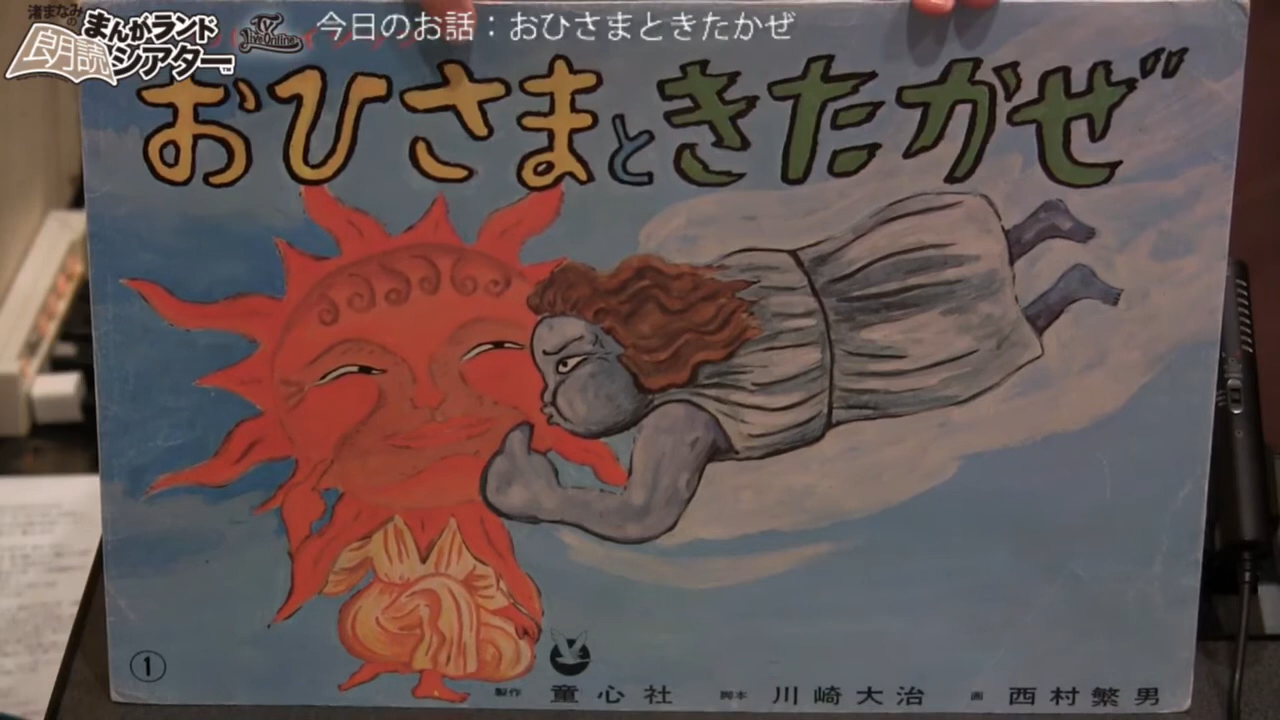 渚まなみの
まんがランド
朗読シアター
TV
LiveOnline
今日のお話：おひさまときたかぜ
おひさまときたかぜ
①
製作 童心社 脚本 川崎大治 画 西村繁男